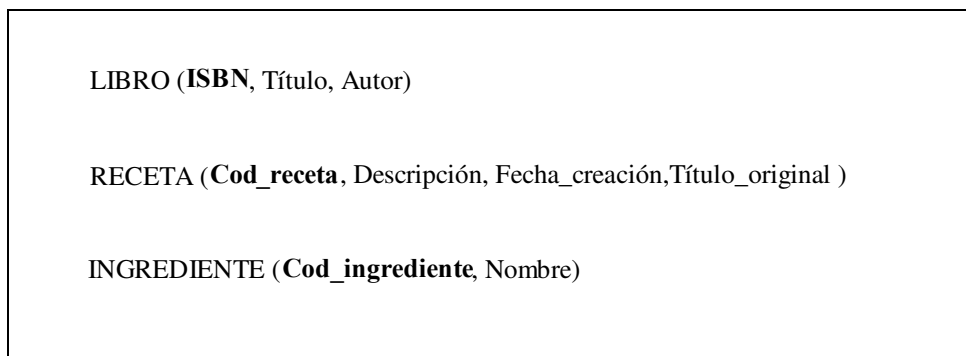 LIBRO (ISBN, Título, Autor)
RECETA (Cod_receta, Descripción, Fecha_creación,Título_original )
INGREDIENTE (Cod_ingrediente, Nombre)